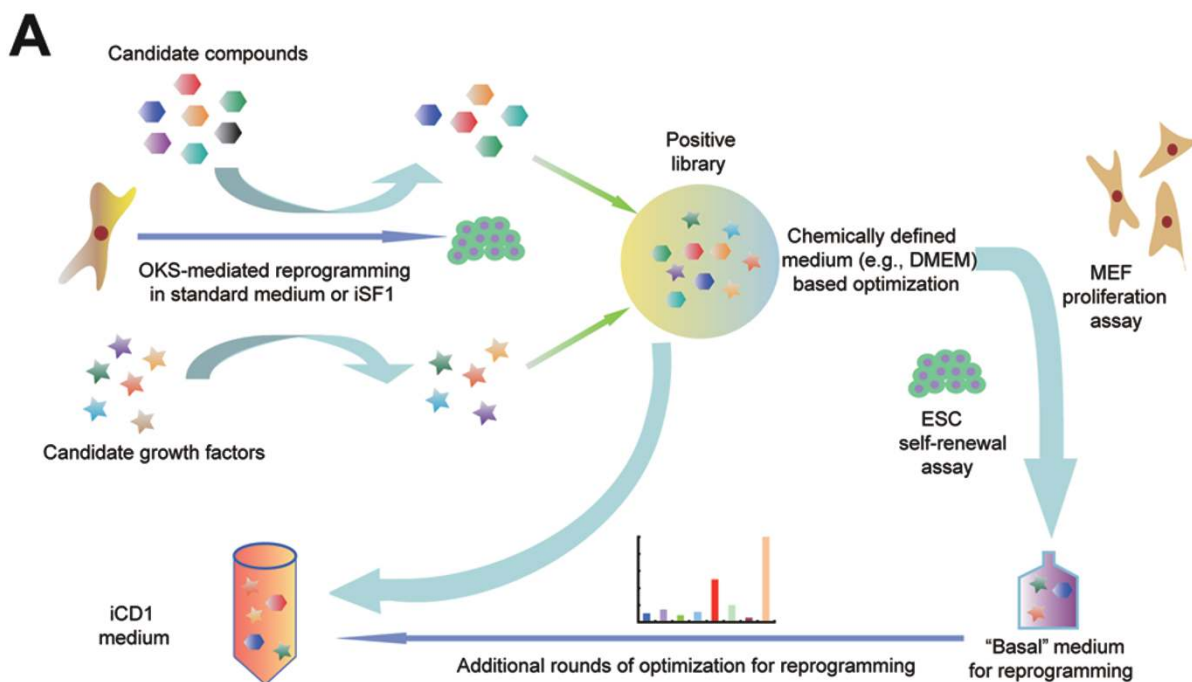 A
Candidate compounds
OKS-mediated reprogramming
in standard medium or iSF1
Candidate growth factors
Positive
library
Chemically defined
medium (e.g., DMEM)
based optimization
MEF
proliferation
assay
ESC
self-renewal
assay
iCD1
medium
Additional rounds of optimization for reprogramming
“Basal” medium
for reprogramming